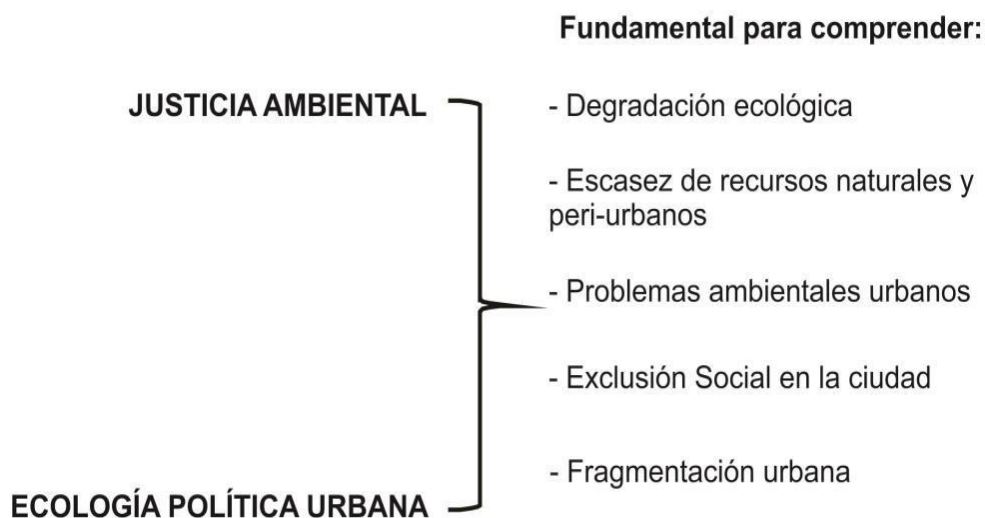 Fundamental para comprender:
JUSTICIA AMBIENTAL
- Degradación ecológica
- Escasez de recursos naturales y
peri-urbanos
- Problemas ambientales urbanos
- Exclusión Social en la ciudad
- Fragmentación urbana
ECOLOGÍA POLÍTICA URBANA